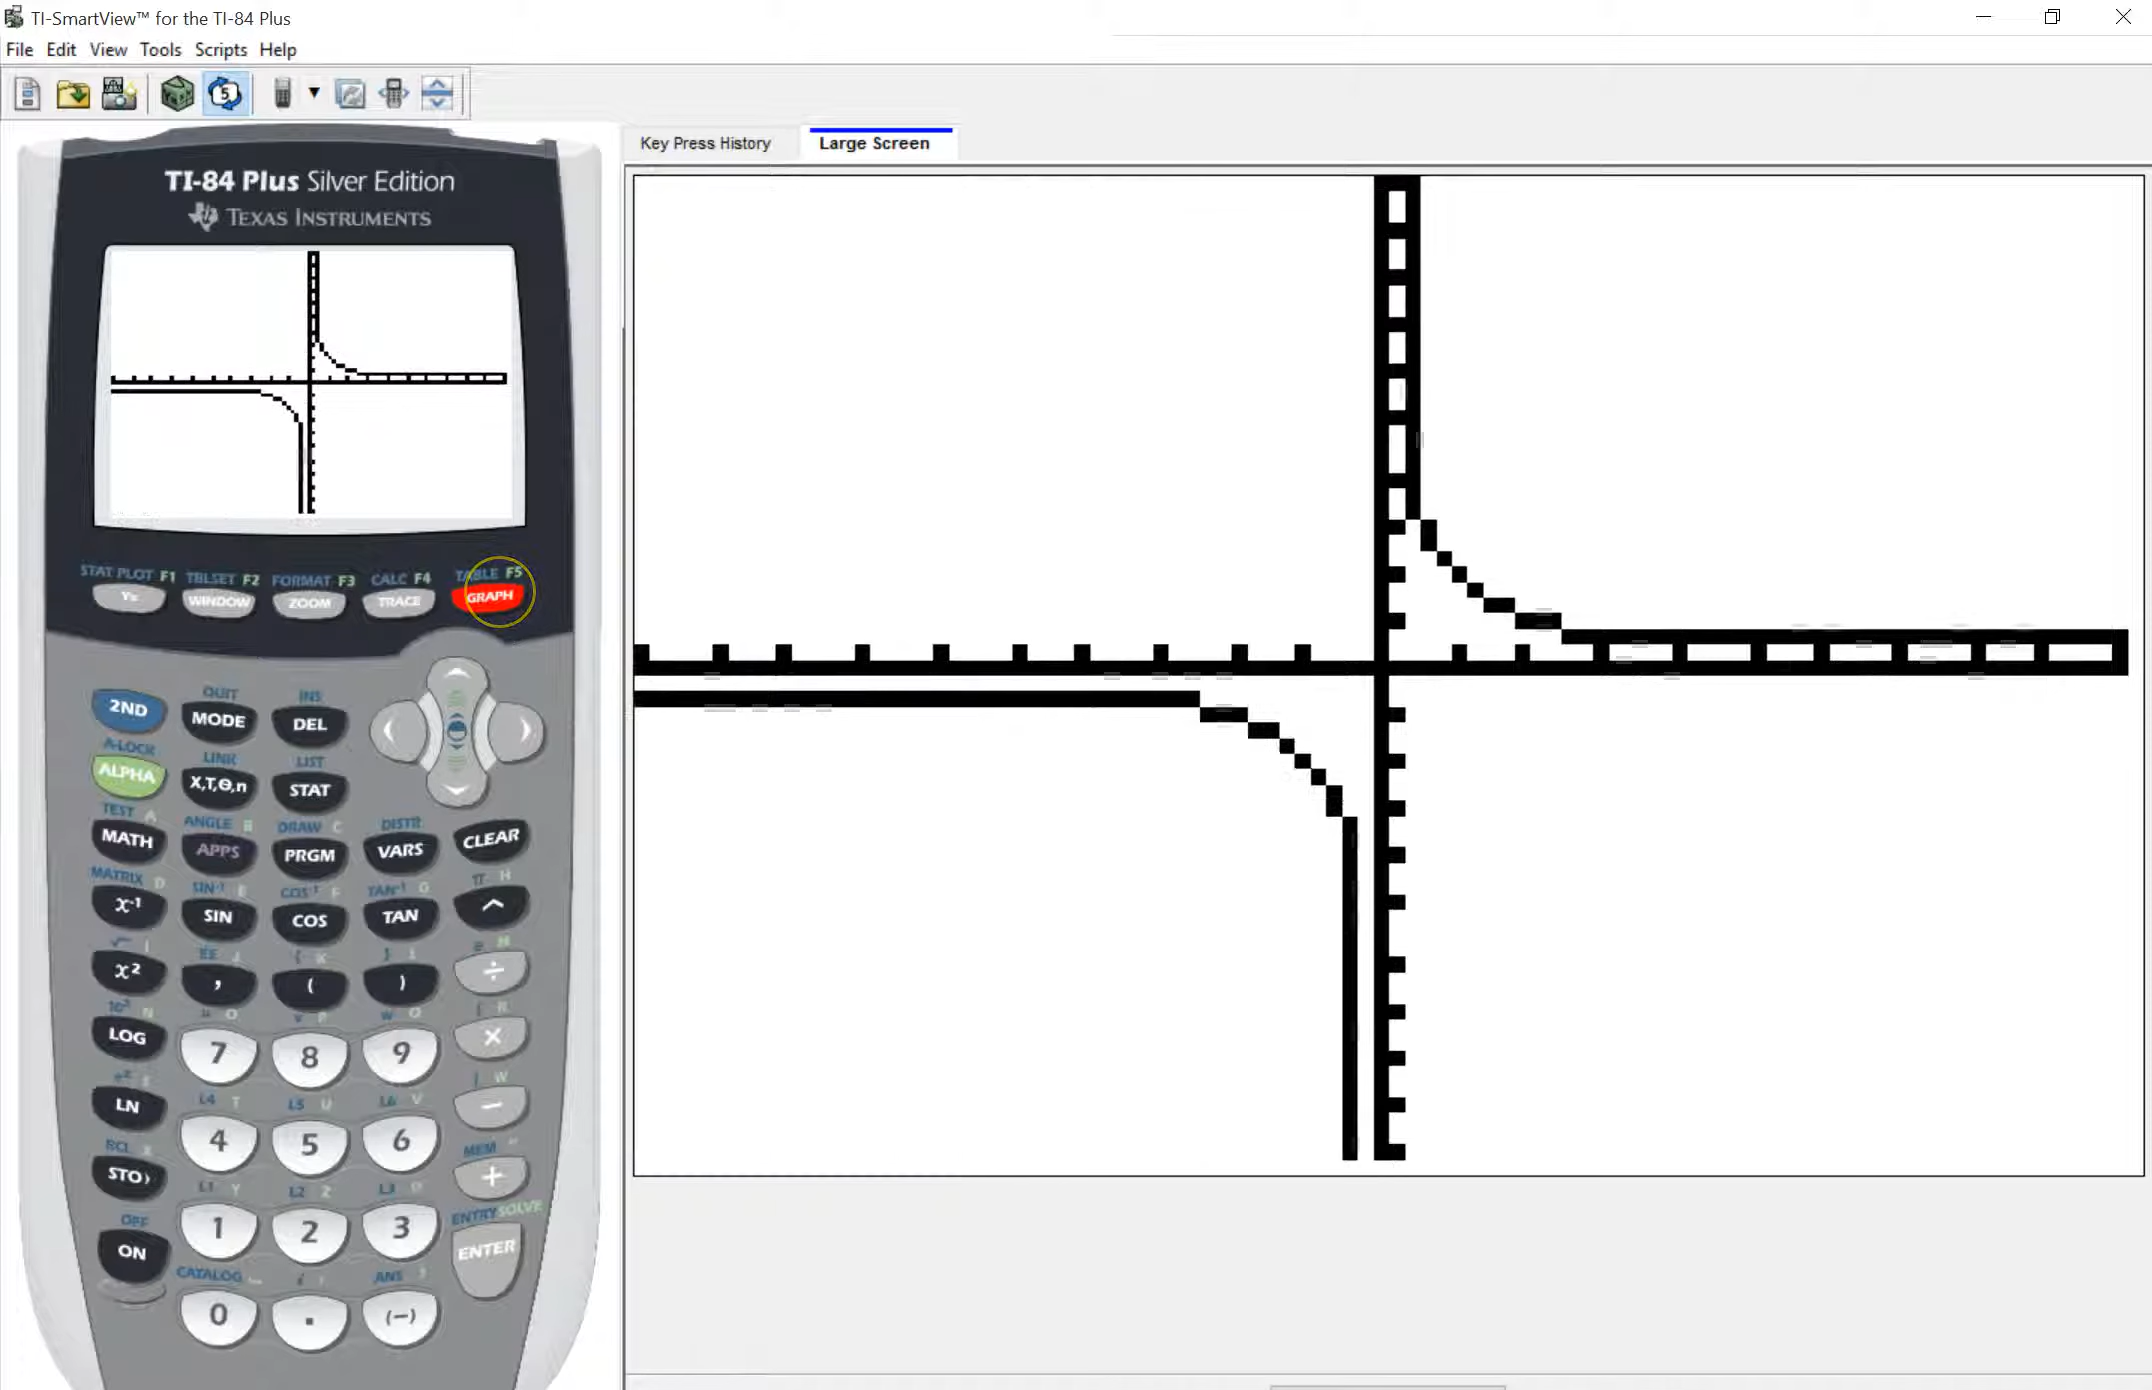 TI-SmartView™ for the TI-84 Plus
File Edit View Tools Scripts Help
5
Key Press History Large Screen
TI-84 Plus Silver Edition
TEXAS INSTRUMENTS
STAT PLOT F1 TBLSET F2 FORMAT F3 CALC F4 TABLE F5
Y= WINDOW ZOOM TRACE GRAPH
QUIT INS
2ND MODE DEL
A-LOCK LINK LIST
ALPHA X,T,Θ,n STAT
TEST A ANGLE B DRAW C DISTR
MATH APPS PRGM VARS CLEAR
MATRIX D SIN-1 E COS-1 F TAN-1 G π H
x-1 SIN COS TAN ^
√ I EE J { K } L e M
x2 , ( ) ÷
10x N u O v P w Q [ R
LOG 7 8 9 ×
ex S L4 T L5 U L6 V ] W
LN 4 5 6 −
RCL X L1 Y L2 Z L3 Θ MEM "
STO› 1 2 3 +
OFF CATALOG i : ANS ? ENTRY SOLVE
ON 0 . (−) ENTER